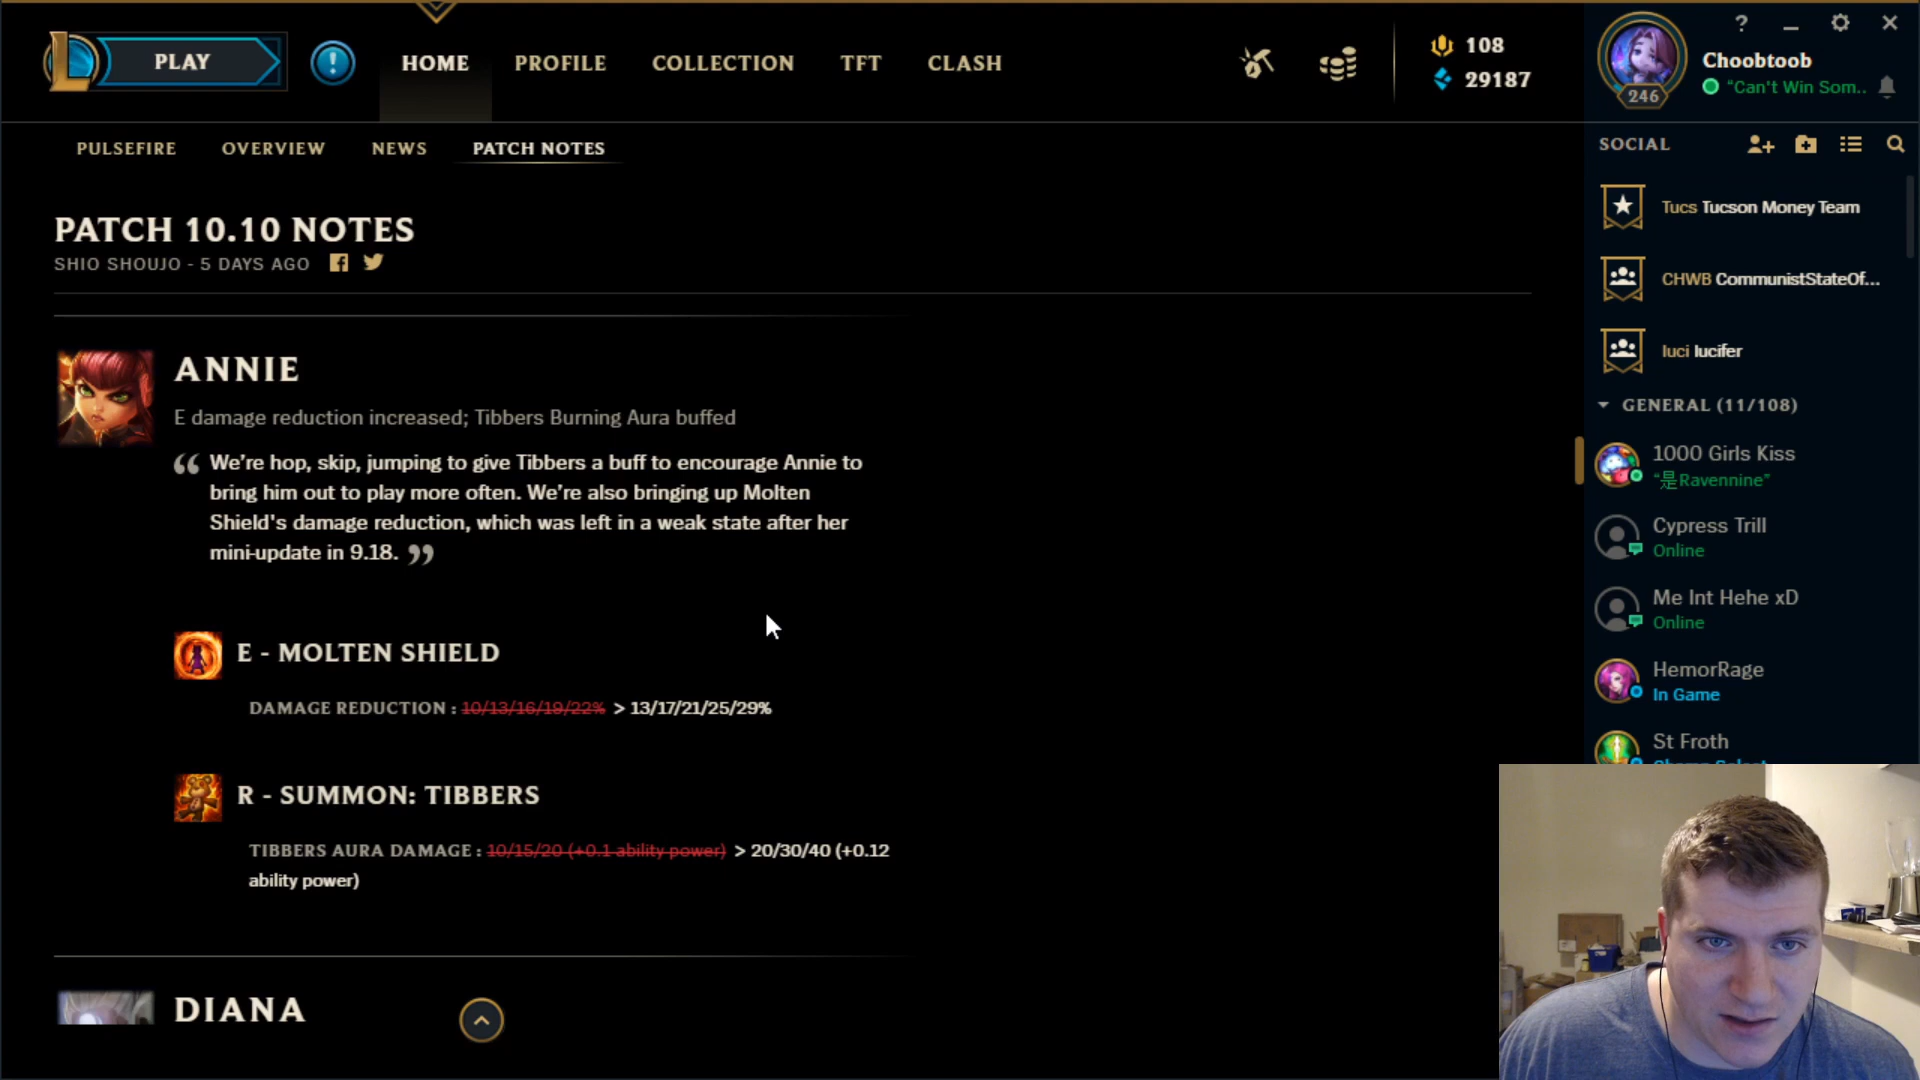 PLAY
HOME
PROFILE
COLLECTION
TFT
CLASH
108
29187
?
Choobtoob
"Can't Win Som..
246
PULSEFIRE
OVERVIEW
NEWS
PATCH NOTES
SOCIAL
PATCH 10.10 NOTES
SHIO SHOUJO - 5 DAYS AGO
ANNIE
E damage reduction increased; Tibbers Burning Aura buffed
“ We’re hop, skip, jumping to give Tibbers a buff to encourage Annie to
bring him out to play more often. We’re also bringing up Molten
Shield's damage reduction, which was left in a weak state after her
mini-update in 9.18. ”
E - MOLTEN SHIELD
DAMAGE REDUCTION : 10/13/16/19/22% > 13/17/21/25/29%
R - SUMMON: TIBBERS
TIBBERS AURA DAMAGE : 10/15/20 (+0.1 ability power) > 20/30/40 (+0.12
ability power)
DIANA
Tucs Tucson Money Team
CHWB CommunistStateOf...
luci lucifer
GENERAL (11/108)
1000 Girls Kiss
“是Ravennine”
Cypress Trill
Online
Me Int Hehe xD
Online
HemorRage
In Game
St Froth